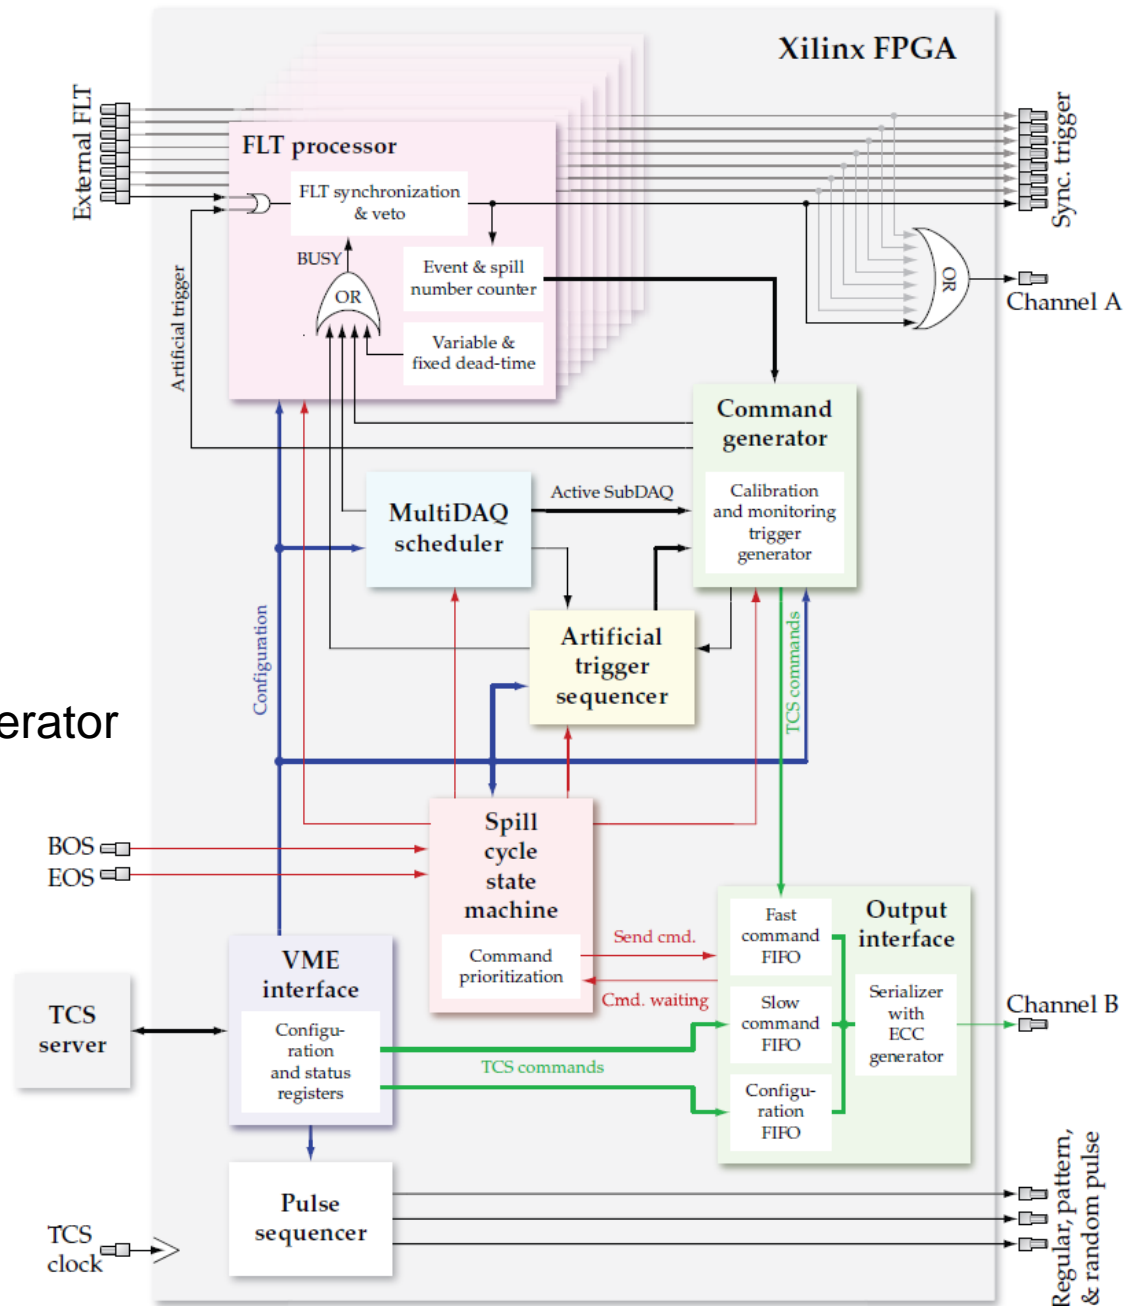 Xilinx FPGA
External FLT
Sync. trigger
FLT processor
FLT synchronization
& veto
BUSY
OR
Event & spill
number counter
Variable &
fixed dead-time
OR
Channel A
Artificial trigger
Command
generator
Calibration
and monitoring
trigger
generator
MultiDAQ
scheduler
Active SubDAQ
Artificial
trigger
sequencer
Configuration
TCS commands
erator
BOS
EOS
Spill
cycle
state
machine
Command
prioritization
Send cmd.
Cmd. waiting
Output
interface
Fast
command
FIFO
Slow
command
FIFO
Configu-
ration
FIFO
Serializer
with
ECC
generator
Channel B
TCS
server
VME
interface
Configu-
ration
and status
registers
TCS commands
Pulse
sequencer
TCS
clock
Regular, pattern,
& random pulse